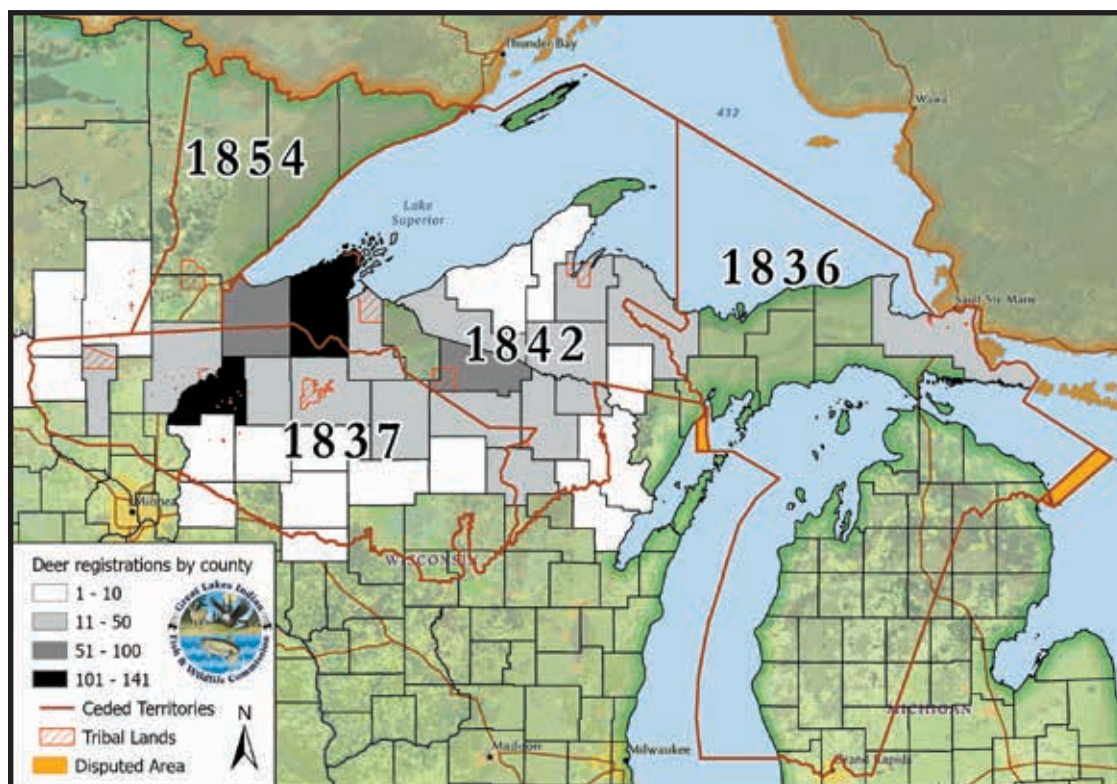 Thunder Bay
Wawa
432
1854
Lake
Superior
1836
Sault Ste Marie
1842
1837
WISCONSIN
MICHIGAN
Grand Rapids
Madison
Milwaukee
Deer registrations by county
1 - 10
11 - 50
51 - 100
101 - 141
Ceded Territories
Tribal Lands
Disputed Area
N
Great Lakes Indian
Fish & Wildlife Commission